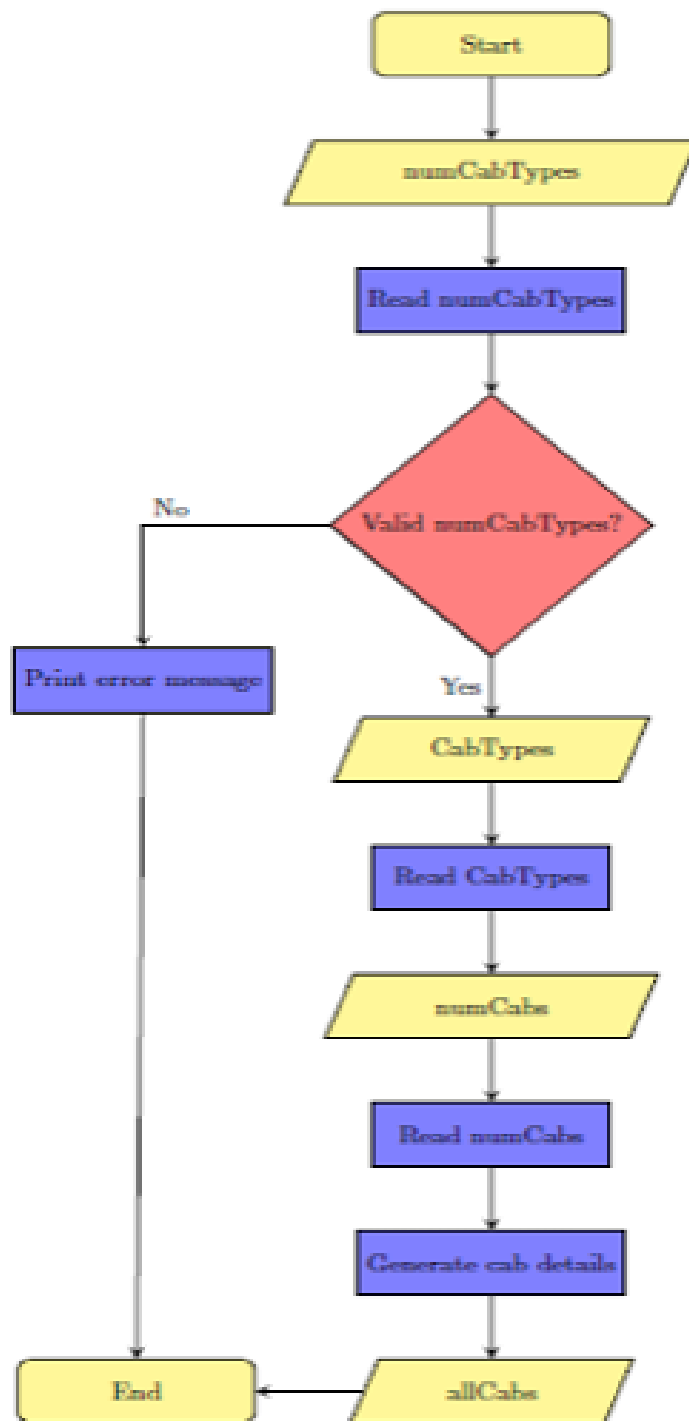 Start
numCabTypes
Read numCabTypes
Valid numCabTypes?
No
Print error message
Yes
CabTypes
Read CabTypes
numCabs
Read numCabs
Generate cab details
End
allCabs